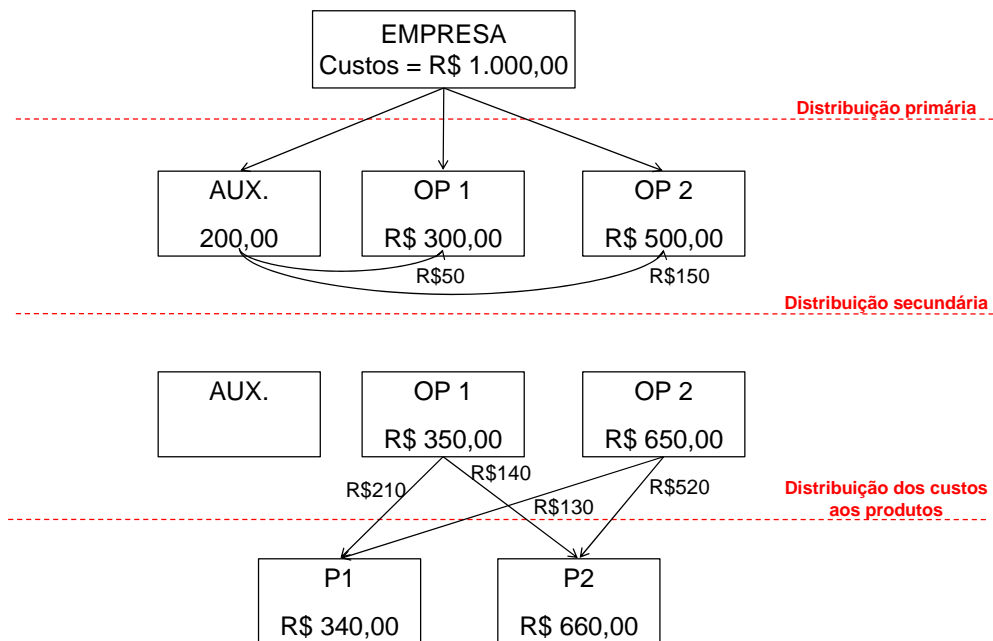 EMPRESA
Custos = R$ 1.000,00
Distribuição primária
AUX.
200,00
OP 1
R$ 300,00
OP 2
R$ 500,00
R$50
R$150
Distribuição secundária
AUX.
OP 1
R$ 350,00
OP 2
R$ 650,00
R$210
R$140
R$130
R$520
Distribuição dos custos
aos produtos
P1
R$ 340,00
P2
R$ 660,00